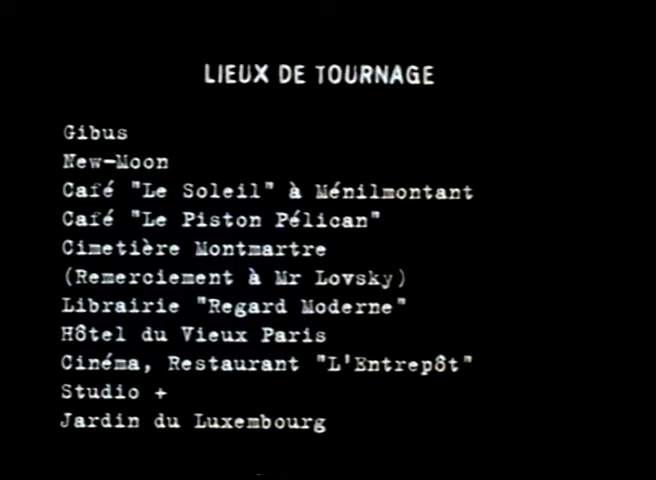 LIEUX DE TOURNAGE
Gibus
New-Moon
Café "Le Soleil" à Ménilmontant
Café "Le Piston Pélican"
Cimetière Montmartre
(Remerciement à Mr Lovsky)
Librairie "Regard Moderne"
Hôtel du Vieux Paris
Cinéma, Restaurant "L'Entrepôt"
Studio +
Jardin du Luxembourg